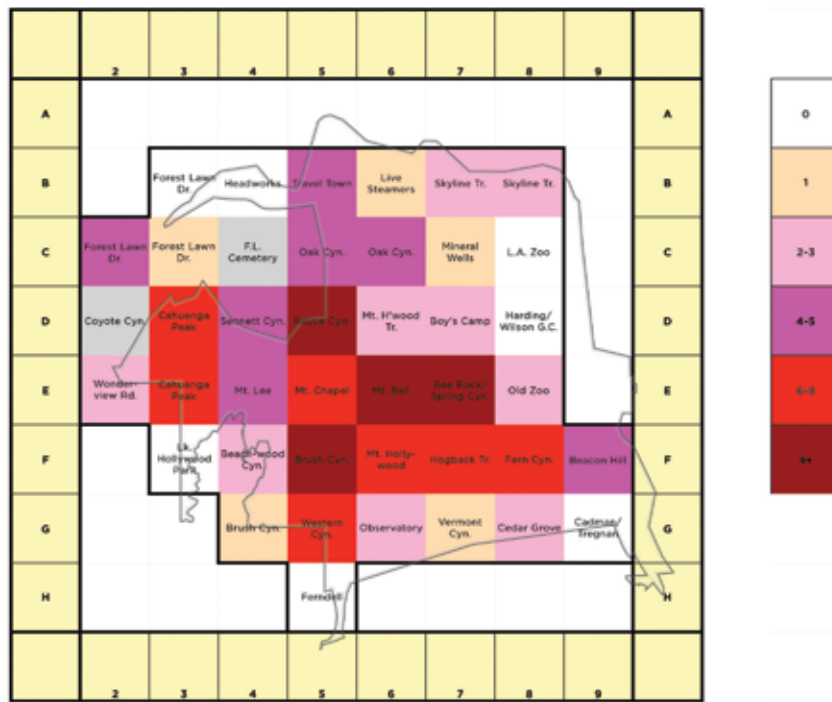 2 3 4 5 6 7 8 9
A A 0
B Forest Lawn Dr. Headworks Travel Town Live Steamers Skyline Tr. Skyline Tr. B 1
C Forest Lawn Dr. Forest Lawn Dr. F.L. Cemetery Oak Cyn. Oak Cyn. Mineral Wells L.A. Zoo C 2-3
D Coyote Cyn. Cahuenga Peak Sennett Cyn. Royce Cyn. Mt. H'wood Tr. Boy's Camp Harding/ Wilson G.C. D 4-5
E Wonder-view Rd. Cahuenga Peak Mt. Lee Mt. Chapel Mt. Bell Bee Rock/ Spring Cyn. Old Zoo E 6-8
F Lk. Hollywood Park Beach-wood Cyn. Brush Cyn. Mt. Holly-wood Hogback Tr. Fern Cyn. Beacon Hill F 9+
G Brush Cyn. Western Cyn. Observatory Vermont Cyn. Cedar Grove Cadman/ Tregnan G
H Ferndell H
2 3 4 5 6 7 8 9